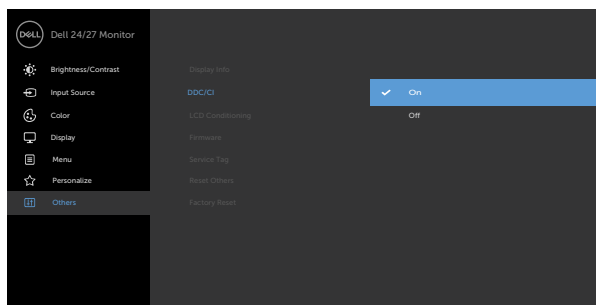 DELL Dell 24/27 Monitor
Brightness/Contrast
Input Source
Color
Display
Menu
Personalize
Others
Display Info
DDC/CI
LCD Conditioning
Firmware
Service Tag
Reset Others
Factory Reset
On
Off